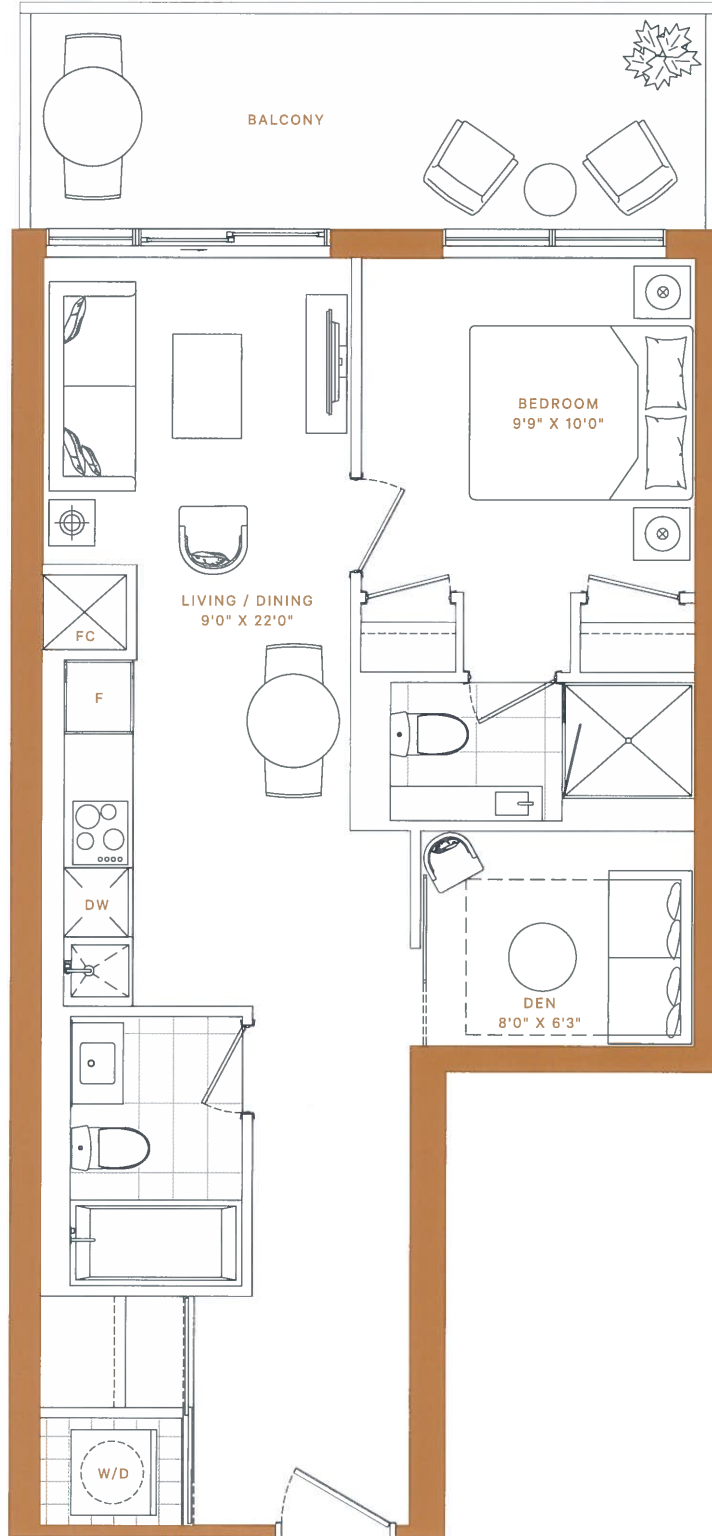 BALCONY
BEDROOM
9'9" X 10'0"
LIVING / DINING
9'0" X 22'0"
FC
F
DW
DEN
8'0" X 6'3"
W/D